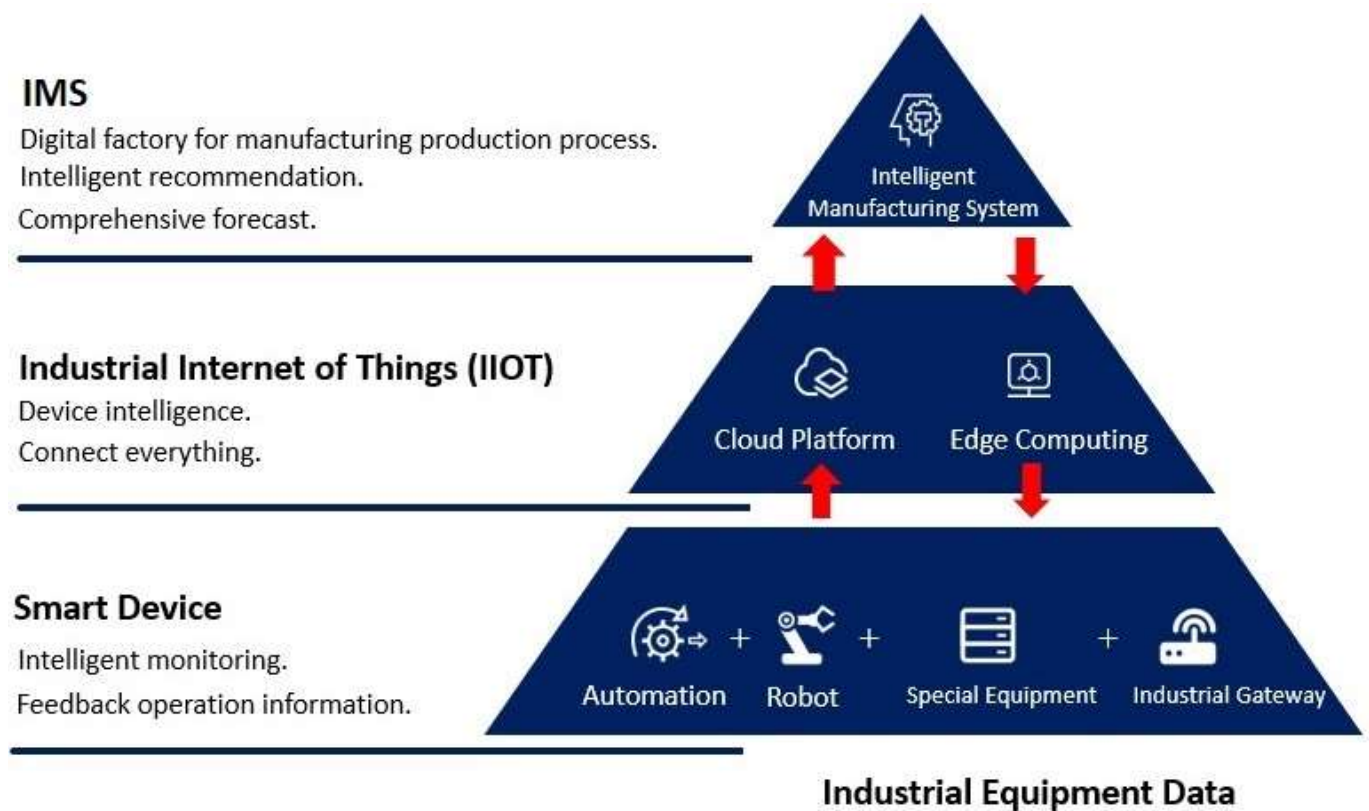 IMS
Digital factory for manufacturing production process.
Intelligent recommendation.
Comprehensive forecast.
Intelligent
Manufacturing System
Industrial Internet of Things (IIOT)
Device intelligence.
Connect everything.
Cloud Platform
Edge Computing
Smart Device
Intelligent monitoring.
Feedback operation information.
Automation + Robot + Special Equipment + Industrial Gateway
Industrial Equipment Data